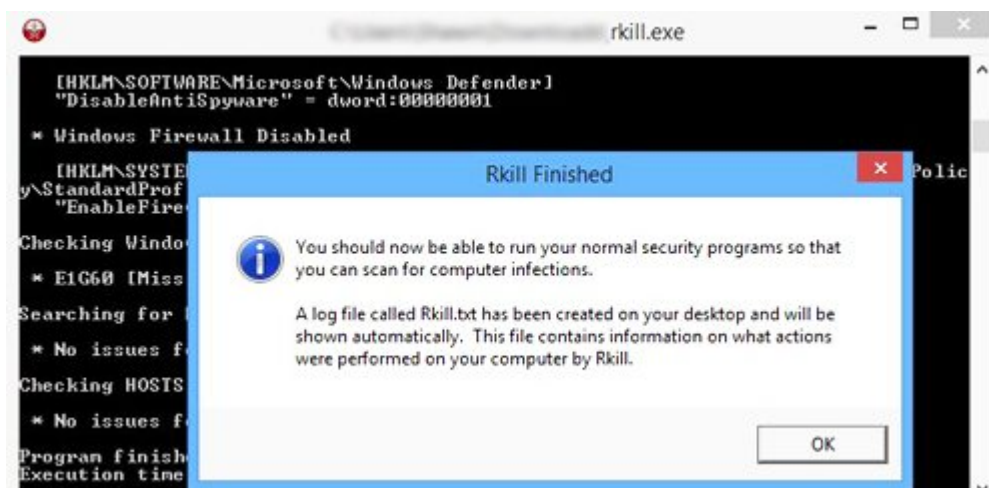 rkill.exe
[HKLM\SOFTWARE\Microsoft\Windows Defender]
"DisableAntiSpyware" = dword:00000001
* Windows Firewall Disabled
[HKLM\SYSTE
Polic
y\StandardProf
"EnableFire
Checking Windo
* E1G60 [Miss
Searching for
* No issues f
Checking HOSTS
* No issues f
Program finish
Execution time
Rkill Finished
You should now be able to run your normal security programs so that
you can scan for computer infections.
A log file called Rkill.txt has been created on your desktop and will be
shown automatically. This file contains information on what actions
were performed on your computer by Rkill.
OK